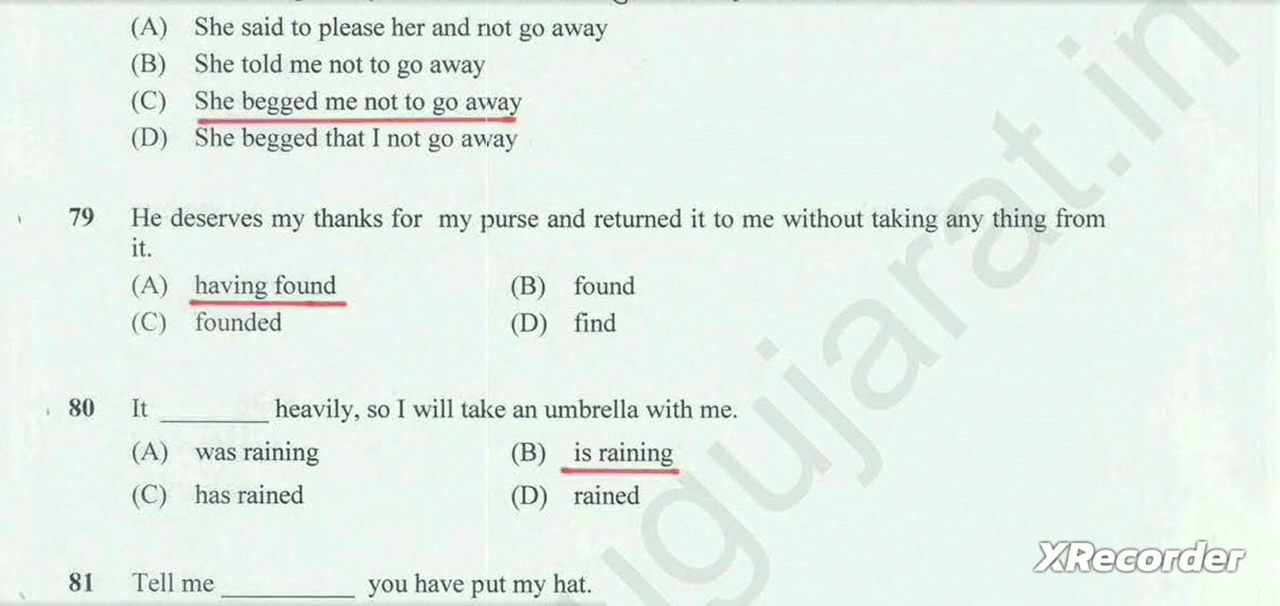 (A) She said to please her and not go away
(B) She told me not to go away
(C) She begged me not to go away
(D) She begged that I not go away
79 He deserves my thanks for my purse and returned it to me without taking any thing from
it.
(A) having found (B) found
(C) founded (D) find
80 It ________ heavily, so I will take an umbrella with me.
(A) was raining (B) is raining
(C) has rained (D) rained
81 Tell me __________ you have put my hat.
gujarat.in
XRecorder